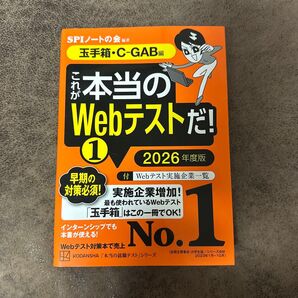 SPIノートの会 編著
玉手箱・C-GAB編
これが
本当の
Webテストだ!
1
2026年度版
付 Webテスト実施企業一覧
早期の
対策必須!
実施企業増加!
最も使われているWebテスト
「玉手箱」はこの一冊でOK!
インターンシップでも
本書が使える!
Webテスト対策本で売上
No.1
KODANSHA 「本当の就職テスト」シリーズ